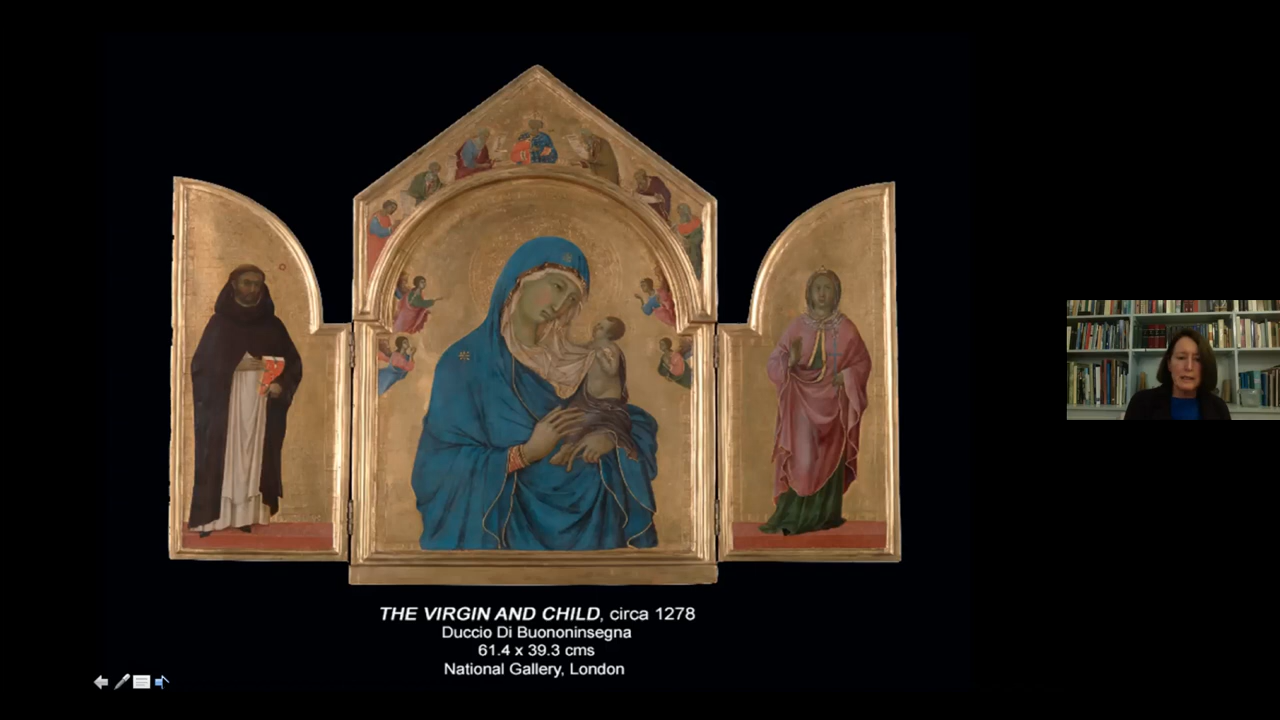 THE VIRGIN AND CHILD, circa 1278
Duccio Di Buononinsegna
61.4 x 39.3 cms
National Gallery, London